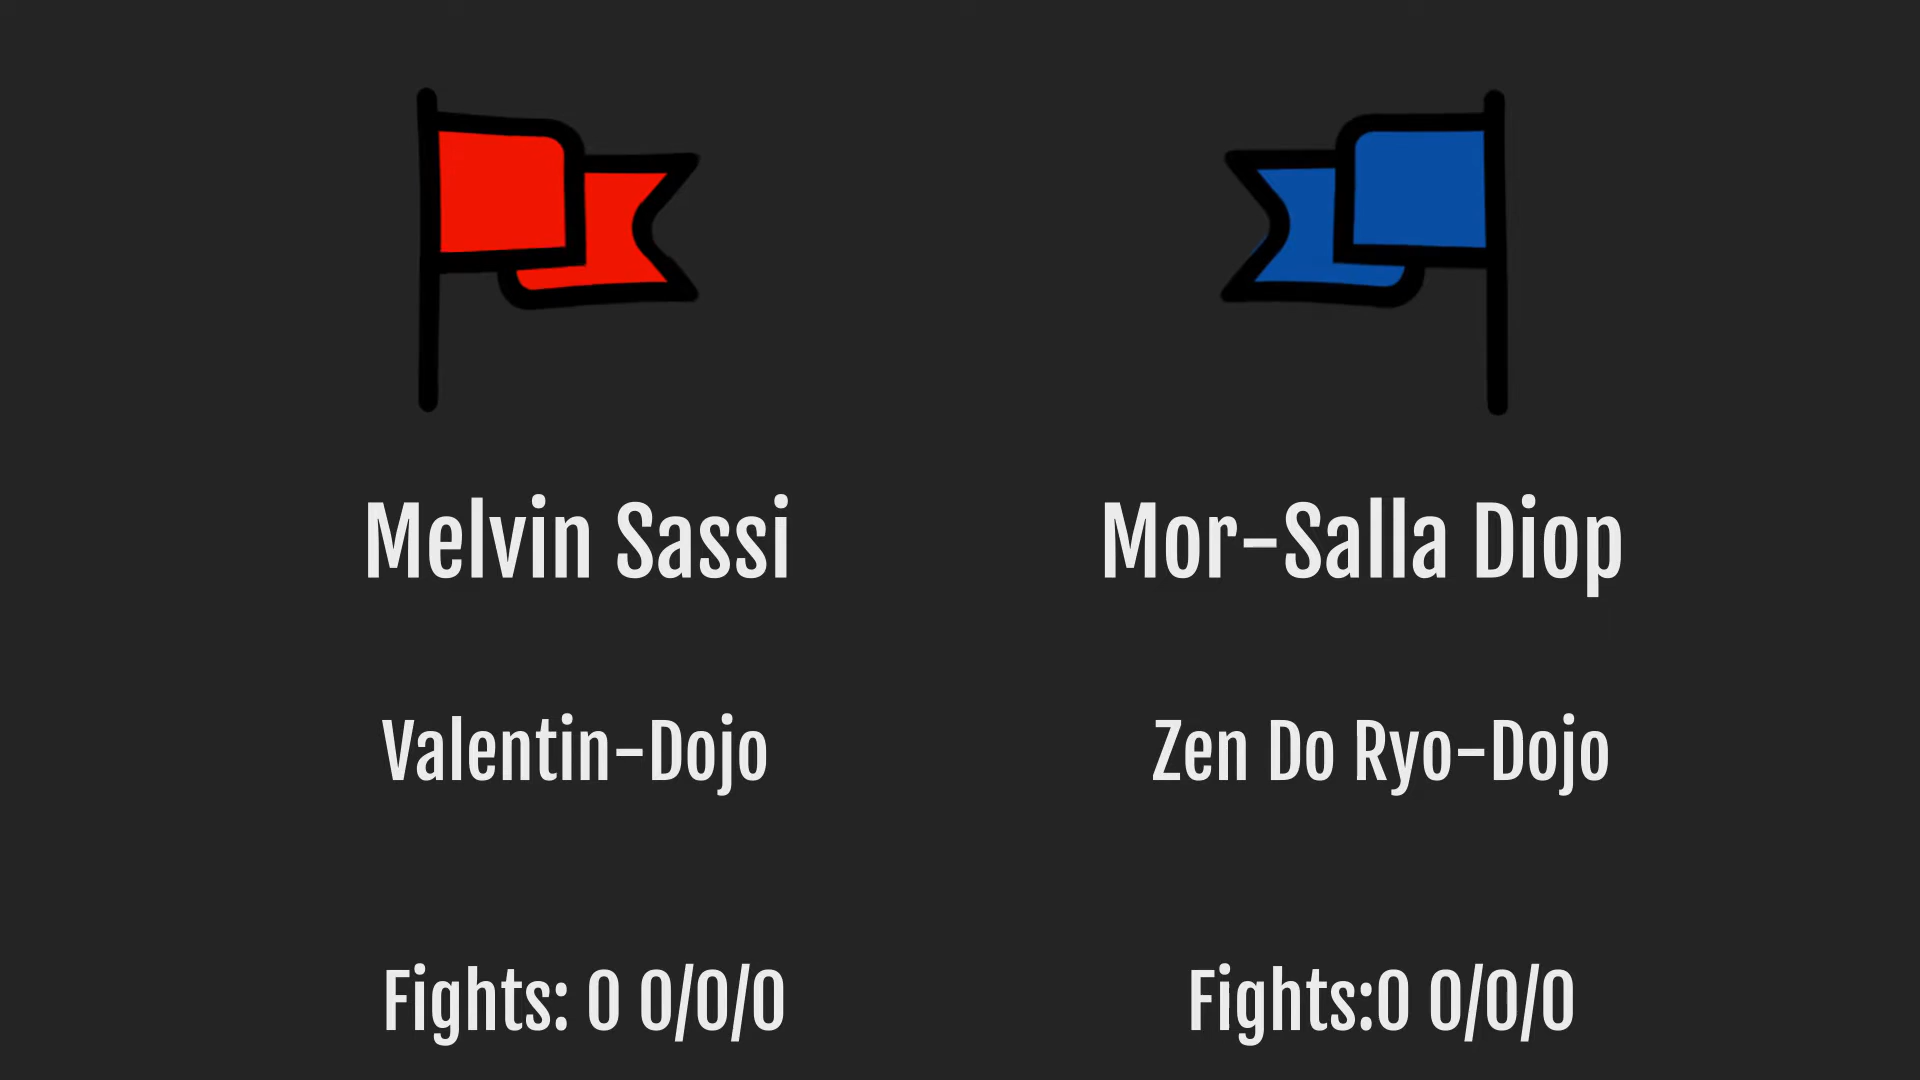 Melvin Sassi
Mor-Salla Diop
Valentin-Dojo
Zen Do Ryo-Dojo
Fights: 0 0/0/0
Fights:0 0/0/0